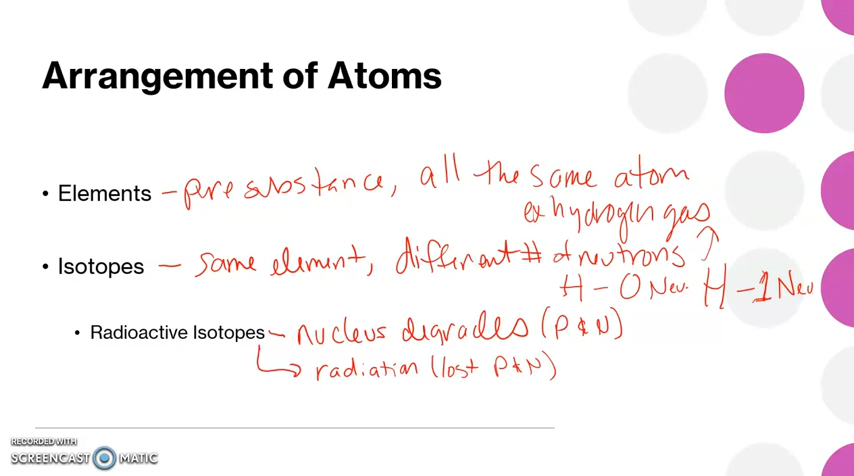 Arrangement of Atoms
• Elements – pure substance, all the same atom
ex hydrogen gas
• Isotopes – same element, different # of neutrons
H – 0 Neu. H – 1 Neu
• Radioactive Isotopes – nucleus degrades (P & N)
radiation (lost P & N)
RECORDED WITH
SCREENCAST MATIC